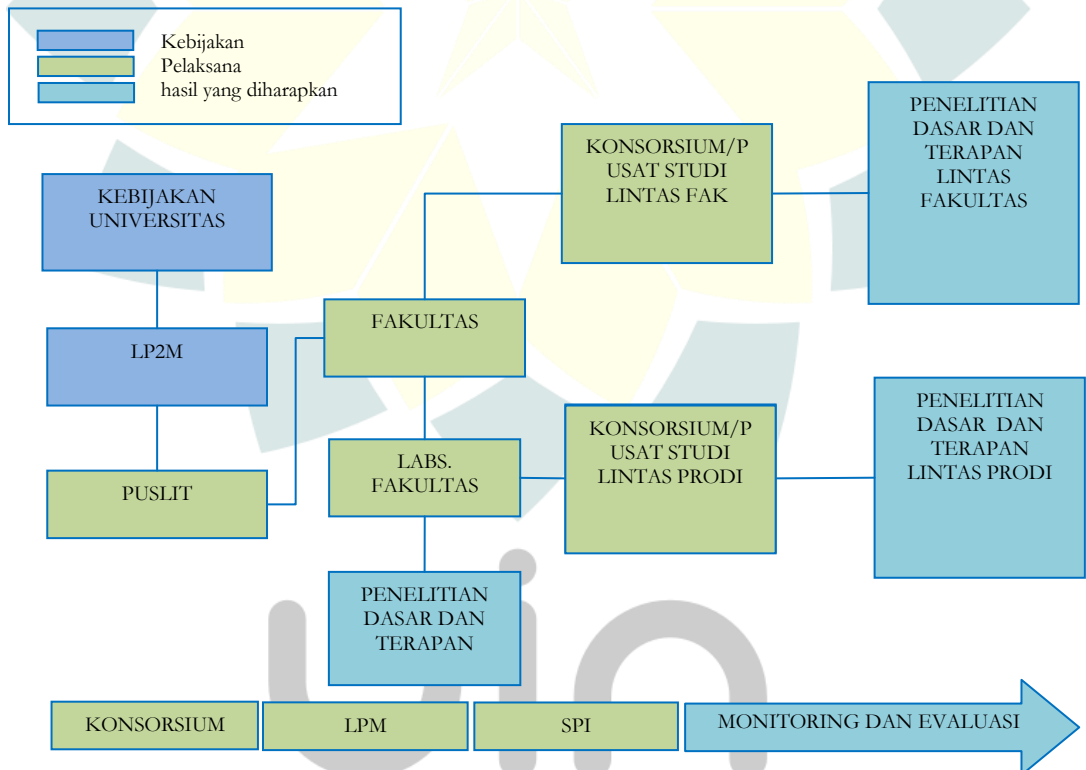 Kebijakan
Pelaksana
hasil yang diharapkan
KEBIJAKAN
UNIVERSITAS
LP2M
PUSLIT
FAKULTAS
LABS.
FAKULTAS
PENELITIAN
DASAR DAN
TERAPAN
KONSORSIUM/P
USAT STUDI
LINTAS FAK
PENELITIAN
DASAR DAN
TERAPAN
LINTAS
FAKULTAS
KONSORSIUM/P
USAT STUDI
LINTAS PRODI
PENELITIAN
DASAR DAN
TERAPAN
LINTAS PRODI
uin
KONSORSIUM
LPM
SPI
MONITORING DAN EVALUASI